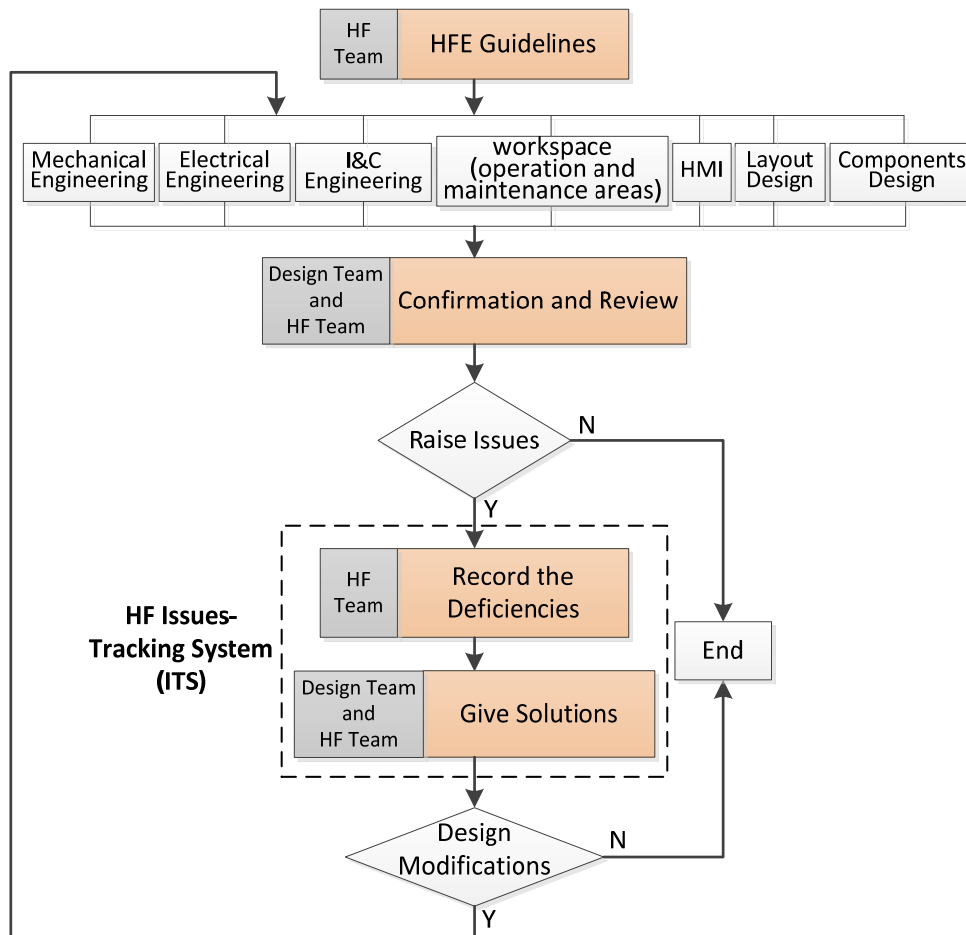 HF
Team
HFE Guidelines
Mechanical
Engineering
Electrical
Engineering
I&C
Engineering
workspace
(operation and
maintenance areas)
HMI
Layout
Design
Components
Design
Design Team
and
HF Team
Confirmation and Review
Raise Issues
N
Y
HF Issues-
Tracking System
(ITS)
HF
Team
Record the
Deficiencies
Design Team
and
HF Team
Give Solutions
End
Design
Modifications
N
Y